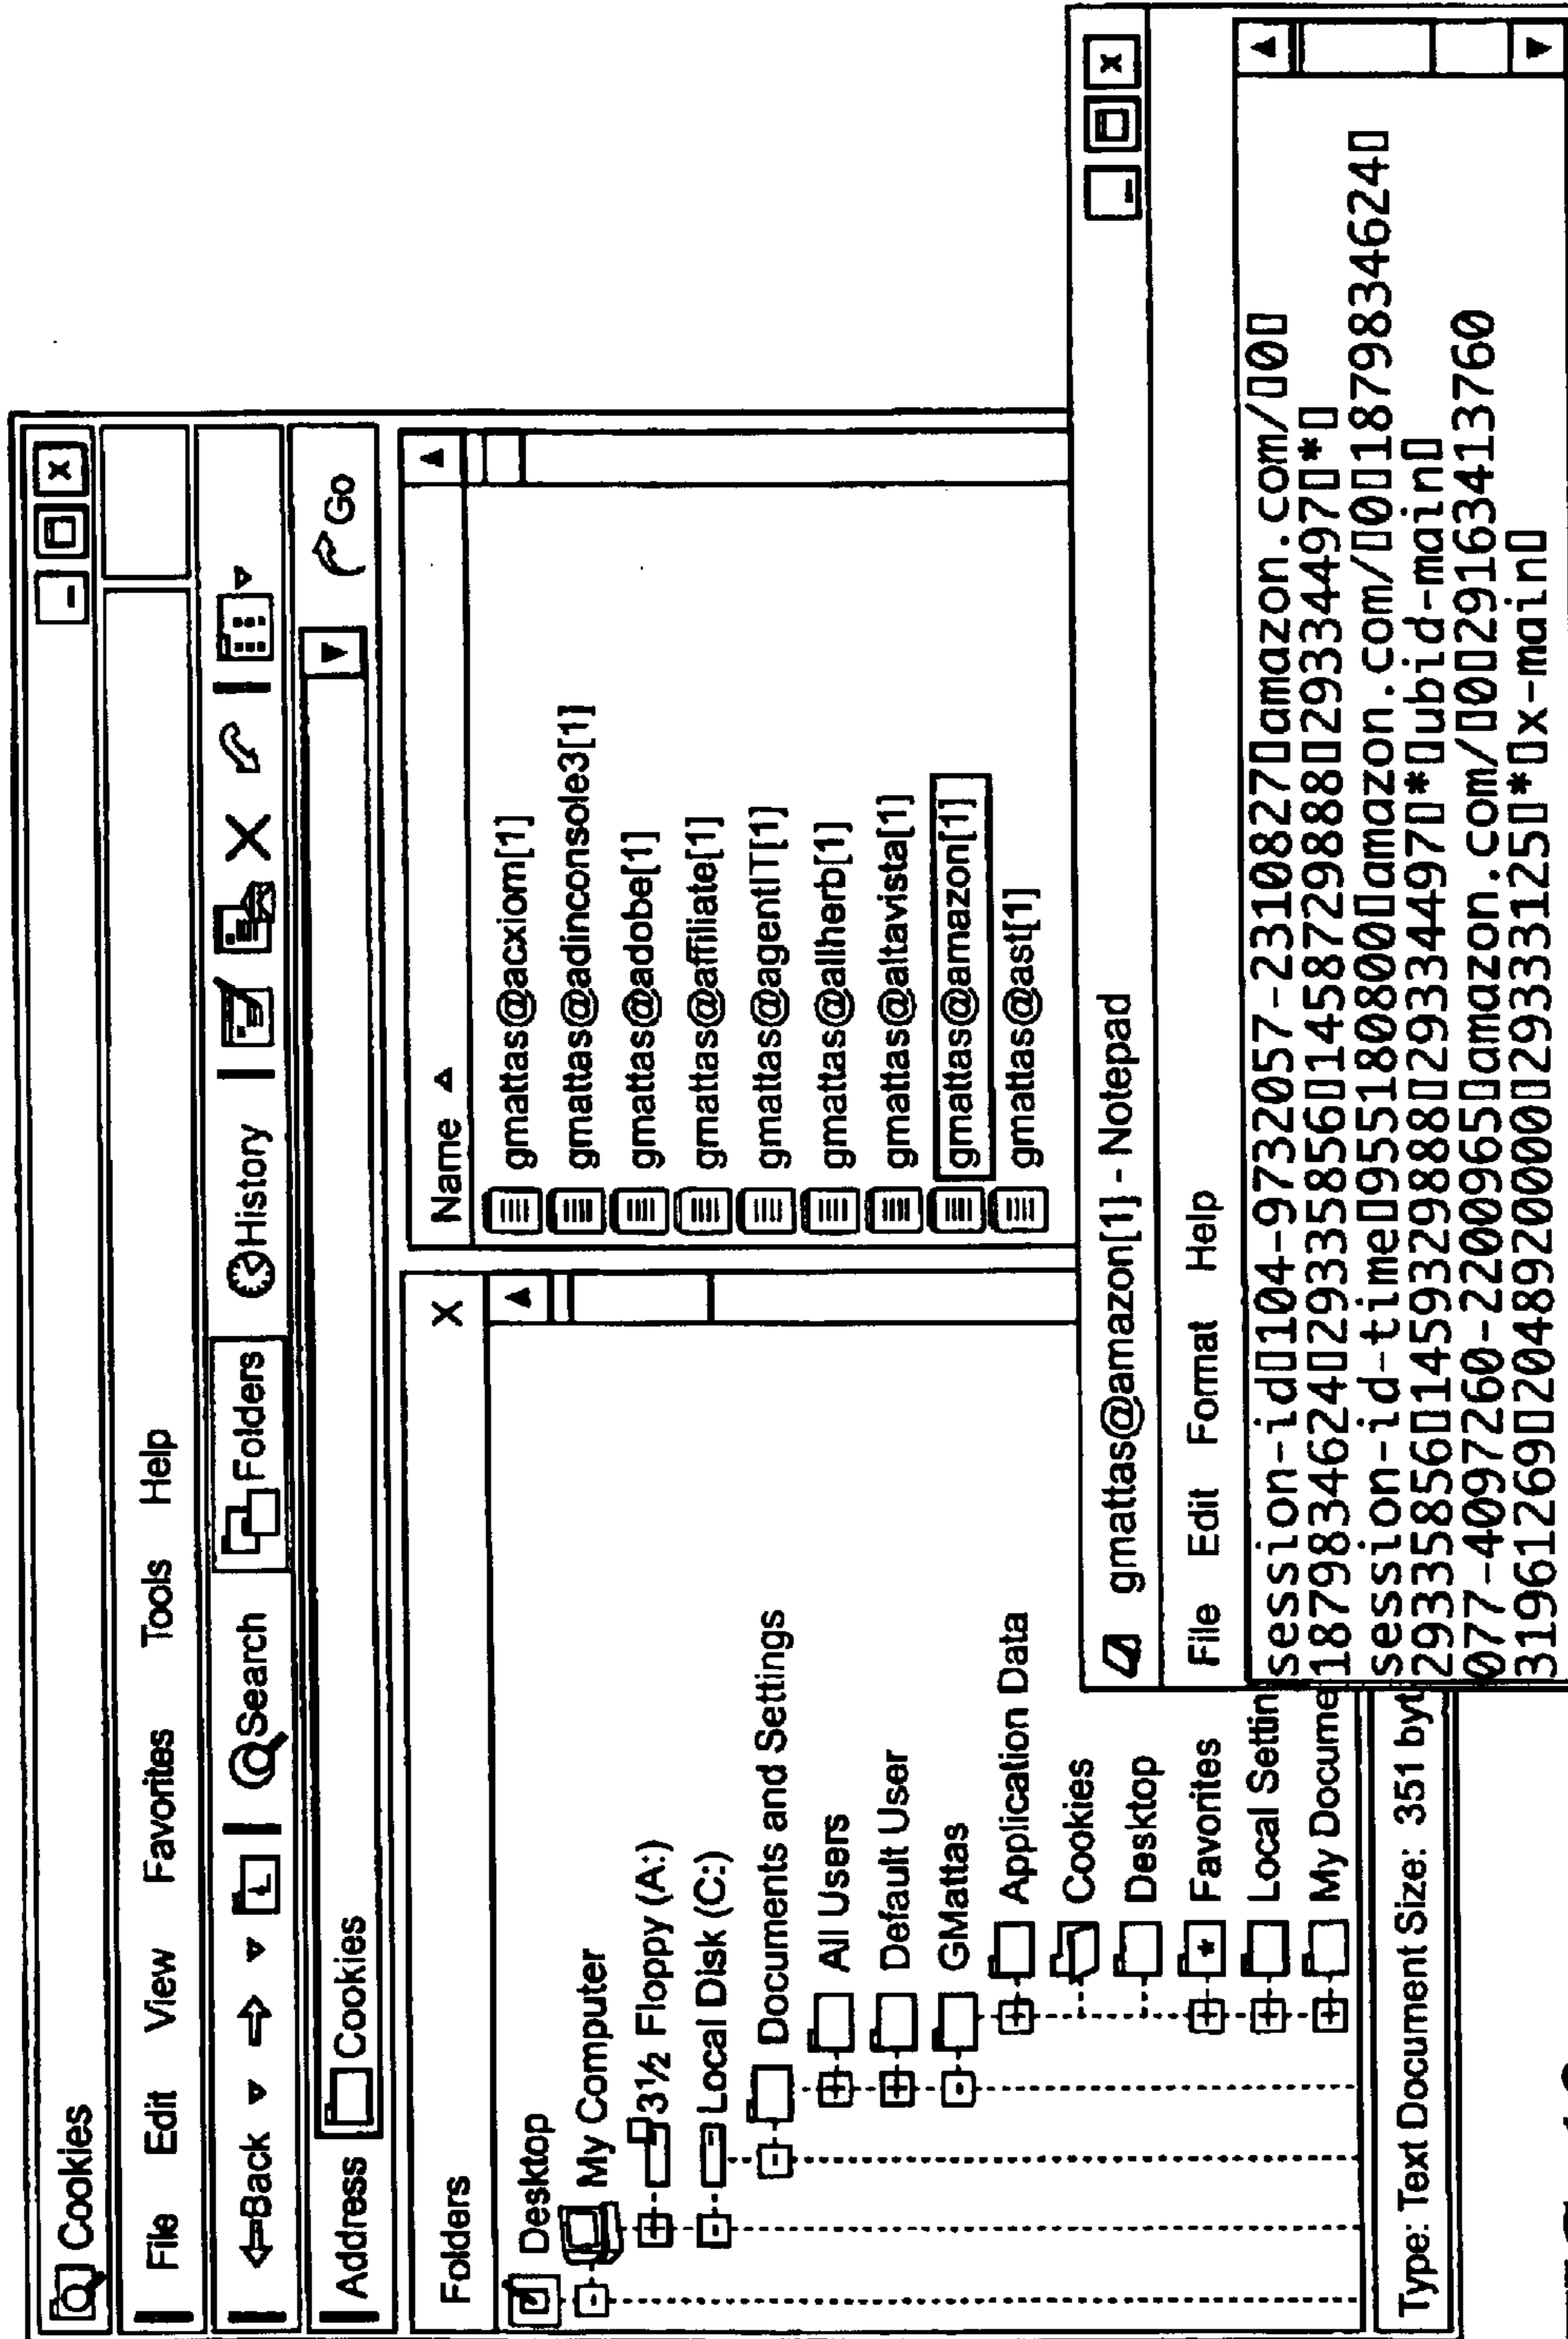 Cookies
File Edit View Favorites Tools Help
Back Search Folders History
Address Cookies Go
Folders X
Desktop
My Computer
3½ Floppy (A:)
Local Disk (C:)
Documents and Settings
All Users
Default User
GMattas
Application Data
Cookies
Desktop
Favorites
Local Settin
My Docume
Type: Text Document Size: 351 byt
Name
gmattas@acxiom[1]
gmattas@adinconsole3[1]
gmattas@adobe[1]
gmattas@affiliate[1]
gmattas@agentIT[1]
gmattas@allherb[1]
gmattas@altavista[1]
gmattas@amazon[1]
gmattas@ast[1]
gmattas@amazon[1] - Notepad
File Edit Format Help
session-id▯104-9732057-2310827▯amazon.com/▯0▯
1879834624▯29335856▯1458729888▯29334497▯*▯
session-id-time▯955180800▯amazon.com/▯0▯1879834624▯
29335856▯1459329888▯29334497▯*▯ubid-main▯
077-4097260-2200965▯amazon.com/▯0▯2916341376​0
31961269▯2048920000▯29333125▯*▯x-main▯